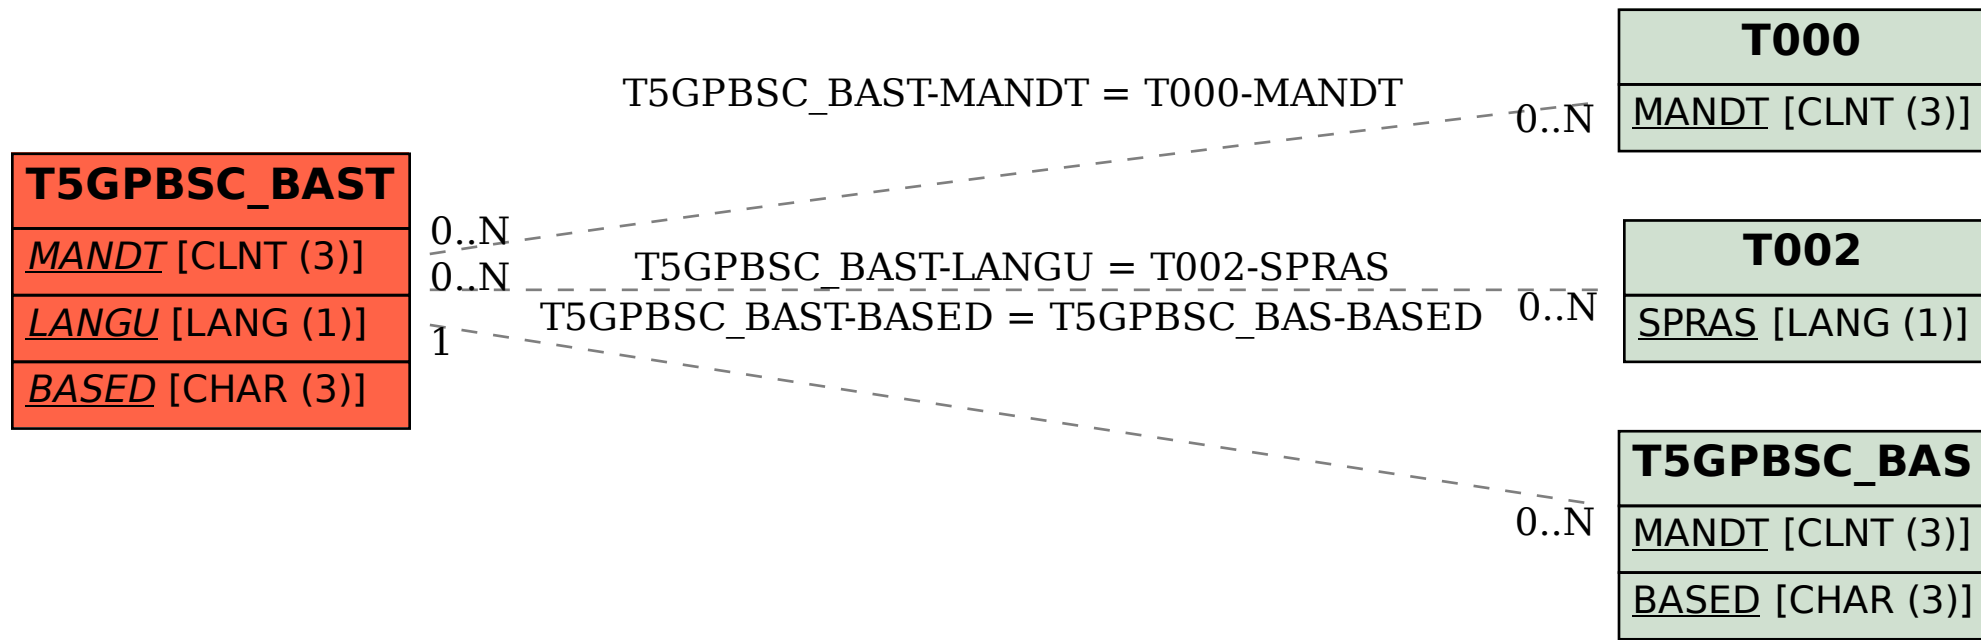 T5GPBSC_BAST
MANDT [CLNT (3)]
LANGU [LANG (1)]
BASED [CHAR (3)]
T5GPBSC_BAST-MANDT = T000-MANDT
0..N
0..N
T5GPBSC_BAST-LANGU = T002-SPRAS
0..N
0..N
T5GPBSC_BAST-BASED = T5GPBSC_BAS-BASED
1
0..N
T000
MANDT [CLNT (3)]
T002
SPRAS [LANG (1)]
T5GPBSC_BAS
MANDT [CLNT (3)]
BASED [CHAR (3)]